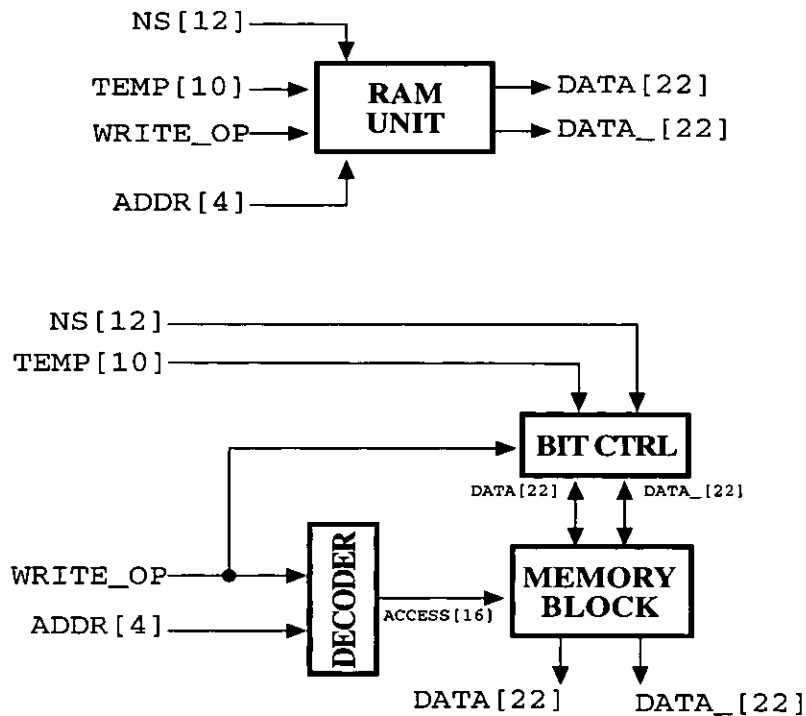 NS[12]
TEMP[10]
WRITE_OP
ADDR[4]
RAM
UNIT
DATA[22]
DATA_[22]
NS[12]
TEMP[10]
BIT CTRL
DATA[22]
DATA_[22]
WRITE_OP
ADDR[4]
DECODER
ACCESS[16]
MEMORY
BLOCK
DATA[22]
DATA_[22]